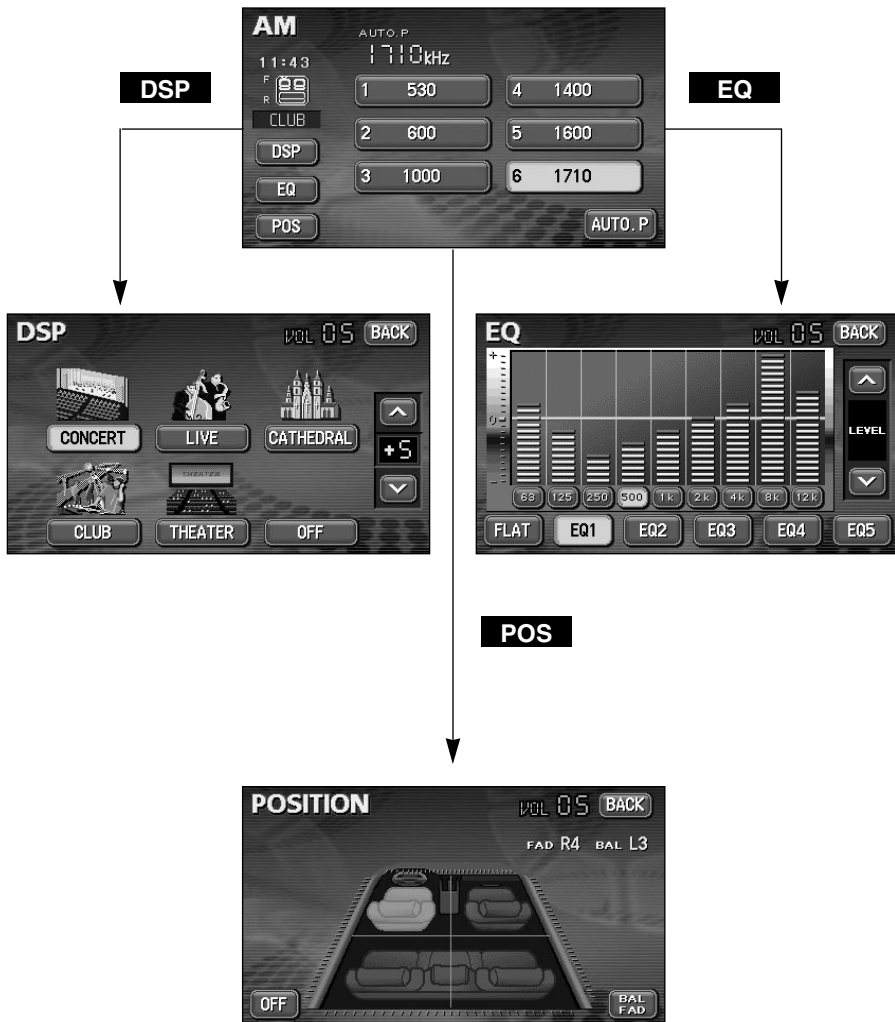 AM
AUTO.P
1710kHz
11:43
F
R
CLUB
DSP
EQ
POS
1 530
2 600
3 1000
4 1400
5 1600
6 1710
AUTO.P
DSP
EQ
DSP
VOL 05 BACK
CONCERT LIVE CATHEDRAL
+5
THEATER
CLUB THEATER OFF
EQ
VOL 05 BACK
+
0
-
LEVEL
63 125 250 500 1k 2k 4k 8k 12k
FLAT EQ1 EQ2 EQ3 EQ4 EQ5
POS
POSITION
VOL 05 BACK
FAD R4 BAL L3
OFF
BAL
FAD